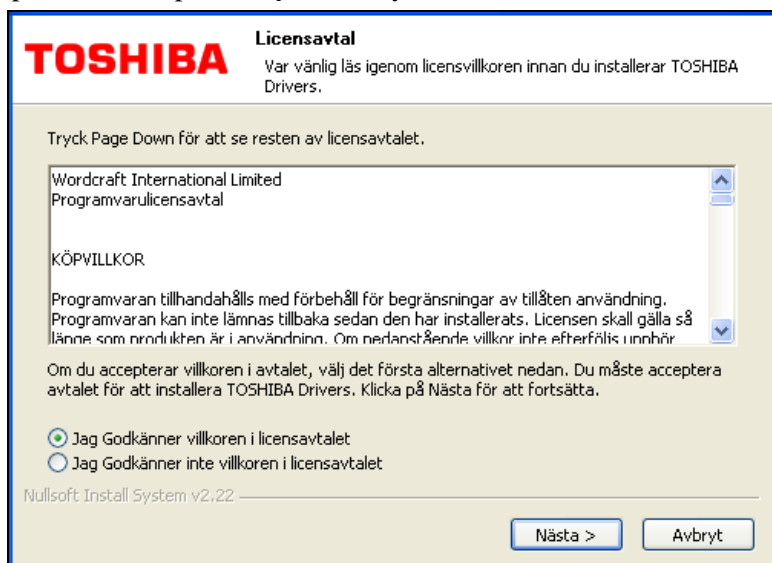 TOSHIBA
Licensavtal
Var vänlig läs igenom licensvillkoren innan du installerar TOSHIBA
Drivers.
Tryck Page Down för att se resten av licensavtalet.
Wordcraft International Limited
Programvarulicensavtal
KÖPVILLKOR
Programvaran tillhandahålls med förbehåll för begränsningar av tillåten användning.
Programvaran kan inte lämnas tillbaka sedan den har installerats. Licensen skall gälla så
länge som produkten är i användning. Om nedanstående villkor inte efterföljs upphör
Om du accepterar villkoren i avtalet, välj det första alternativet nedan. Du måste acceptera
avtalet för att installera TOSHIBA Drivers. Klicka på Nästa för att fortsätta.
Jag Godkänner villkoren i licensavtalet
Jag Godkänner inte villkoren i licensavtalet
Nullsoft Install System v2.22
Nästa >
Avbryt